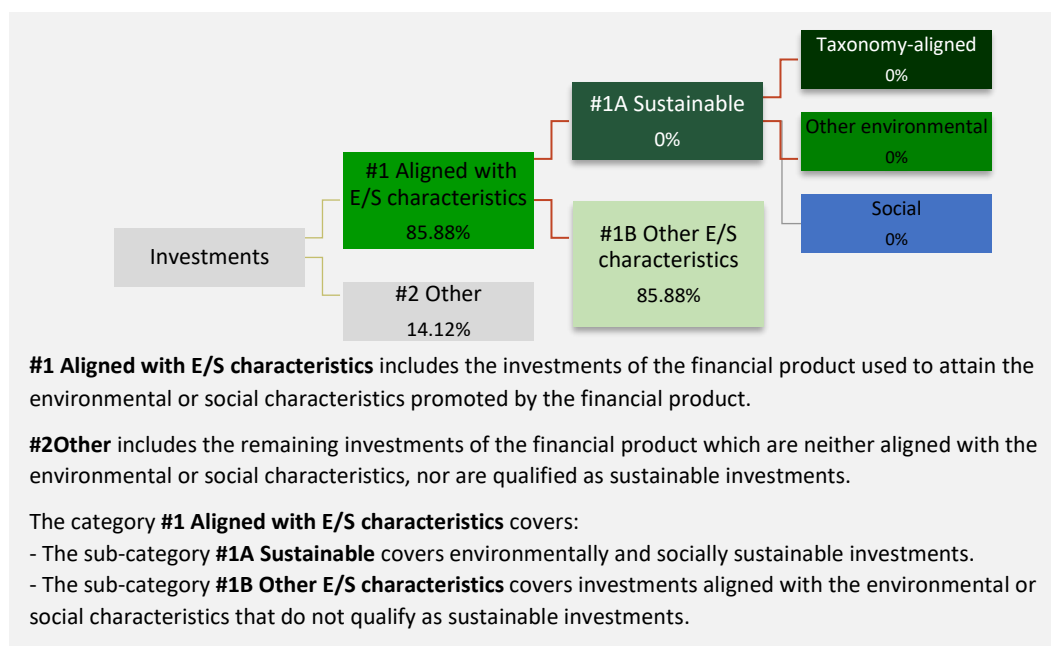 Taxonomy-aligned
0%
#1A Sustainable
0%
Other environmental
0%
#1 Aligned with
E/S characteristics
85.88%
Social
0%
#1B Other E/S
characteristics
85.88%
Investments
#2 Other
14.12%
#1 Aligned with E/S characteristics includes the investments of the financial product used to attain the
environmental or social characteristics promoted by the financial product.
#2Other includes the remaining investments of the financial product which are neither aligned with the
environmental or social characteristics, nor are qualified as sustainable investments.
The category #1 Aligned with E/S characteristics covers:
- The sub-category #1A Sustainable covers environmentally and socially sustainable investments.
- The sub-category #1B Other E/S characteristics covers investments aligned with the environmental or
social characteristics that do not qualify as sustainable investments.